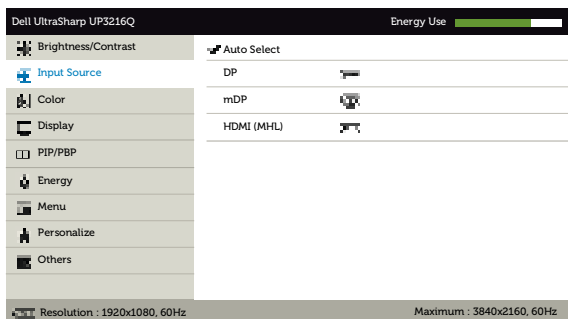 Dell UltraSharp UP3216Q Energy Use
Brightness/Contrast
Auto Select
Input Source
DP
Color
mDP
Display
HDMI (MHL)
PIP/PBP
Energy
Menu
Personalize
Others
Resolution : 1920x1080, 60Hz Maximum : 3840x2160, 60Hz